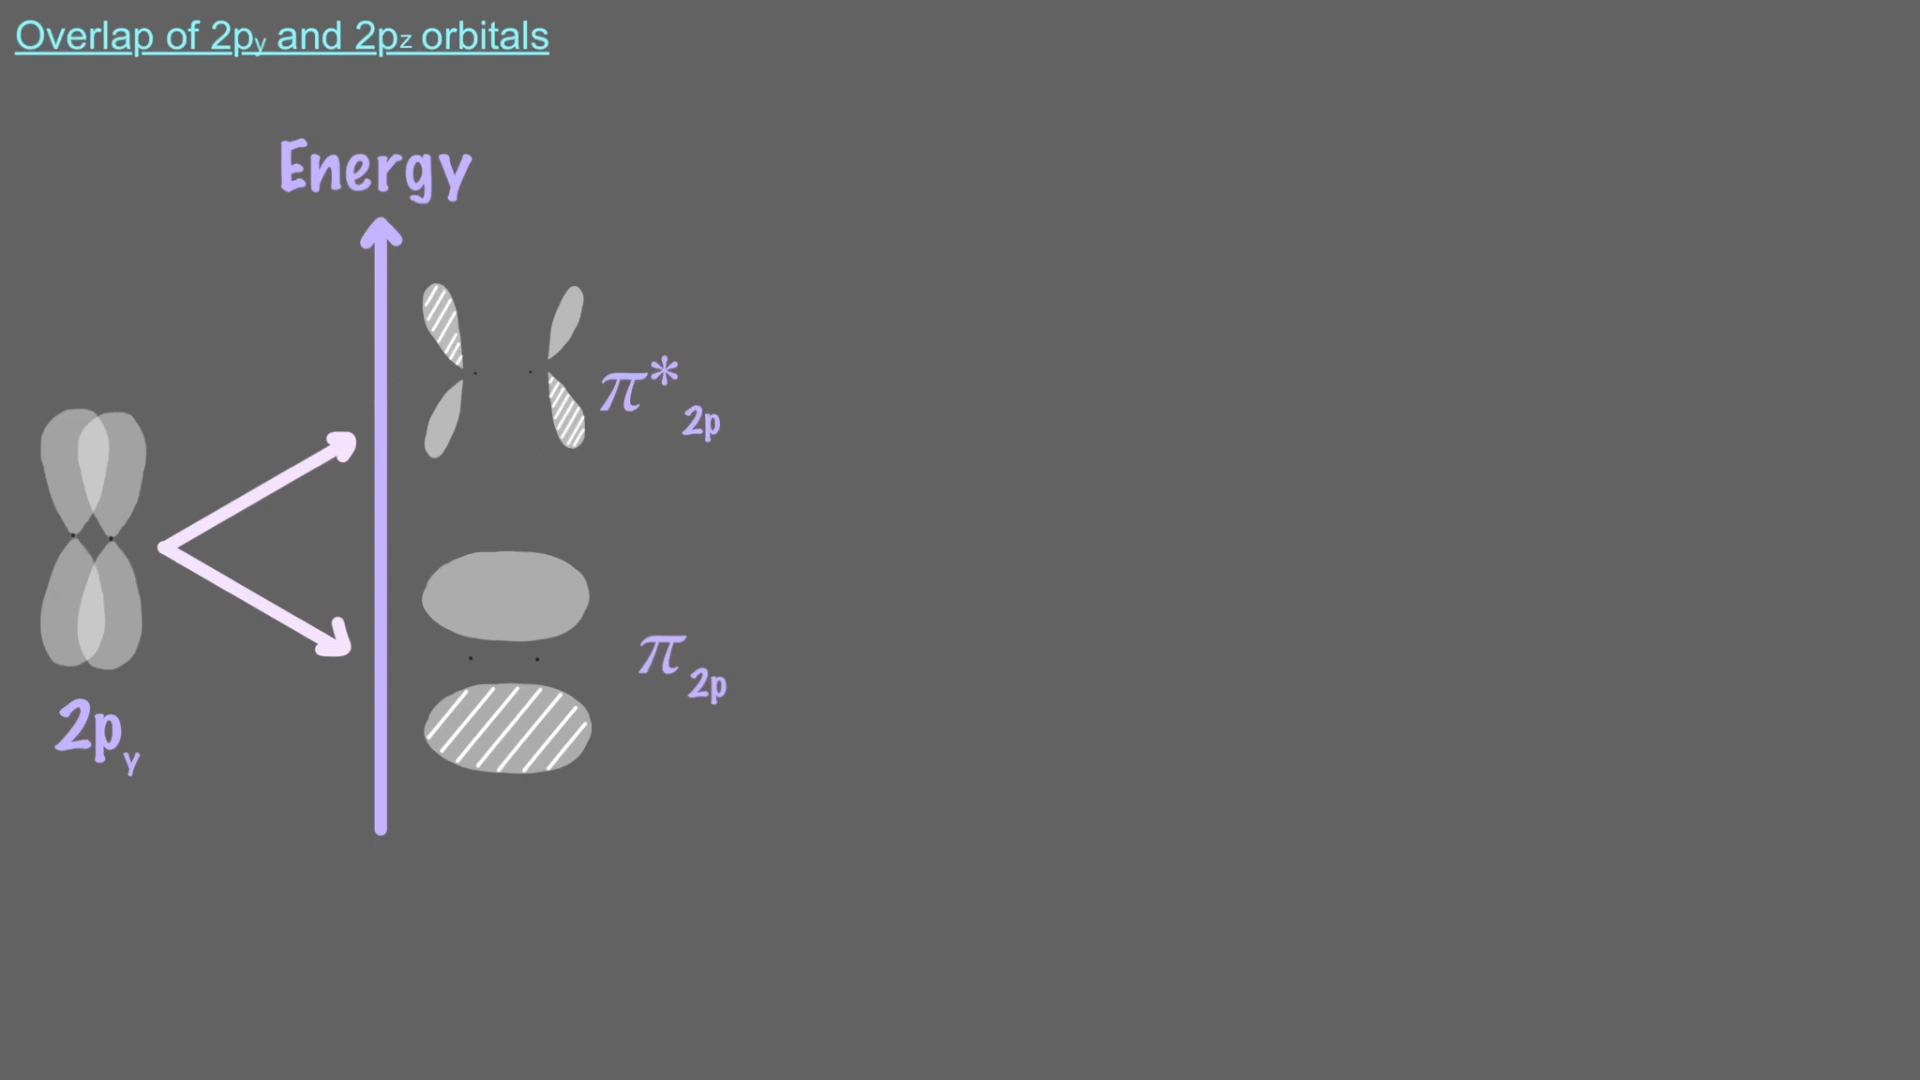 Overlap of 2py and 2pz orbitals
Energy
π*2p
π2p
2py